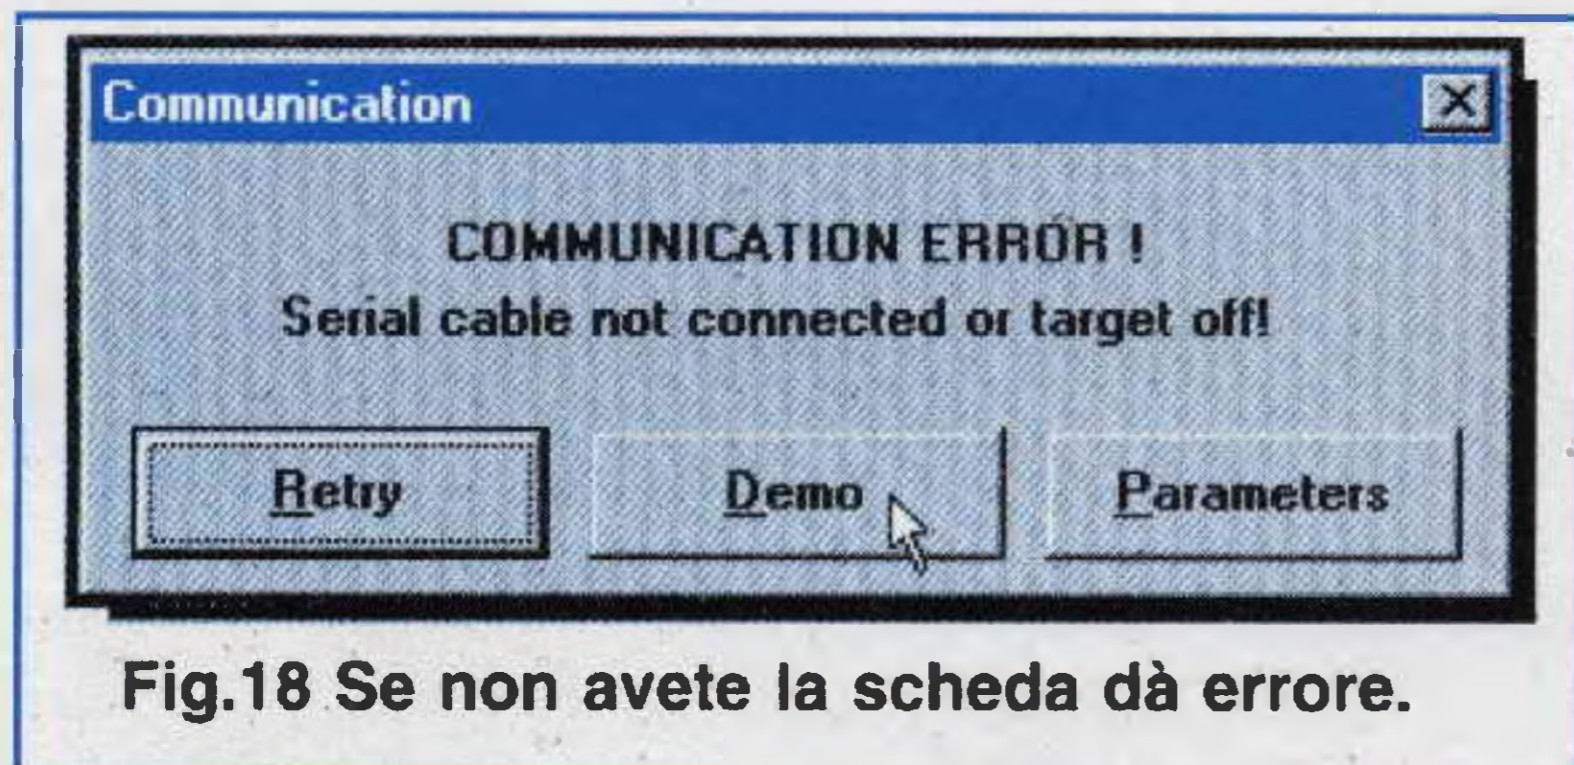 Communication
COMMUNICATION ERROR !
Serial cable not connected or target off!
Retry
Demo
Parameters
Fig.18 Se non avete la scheda dà errore.